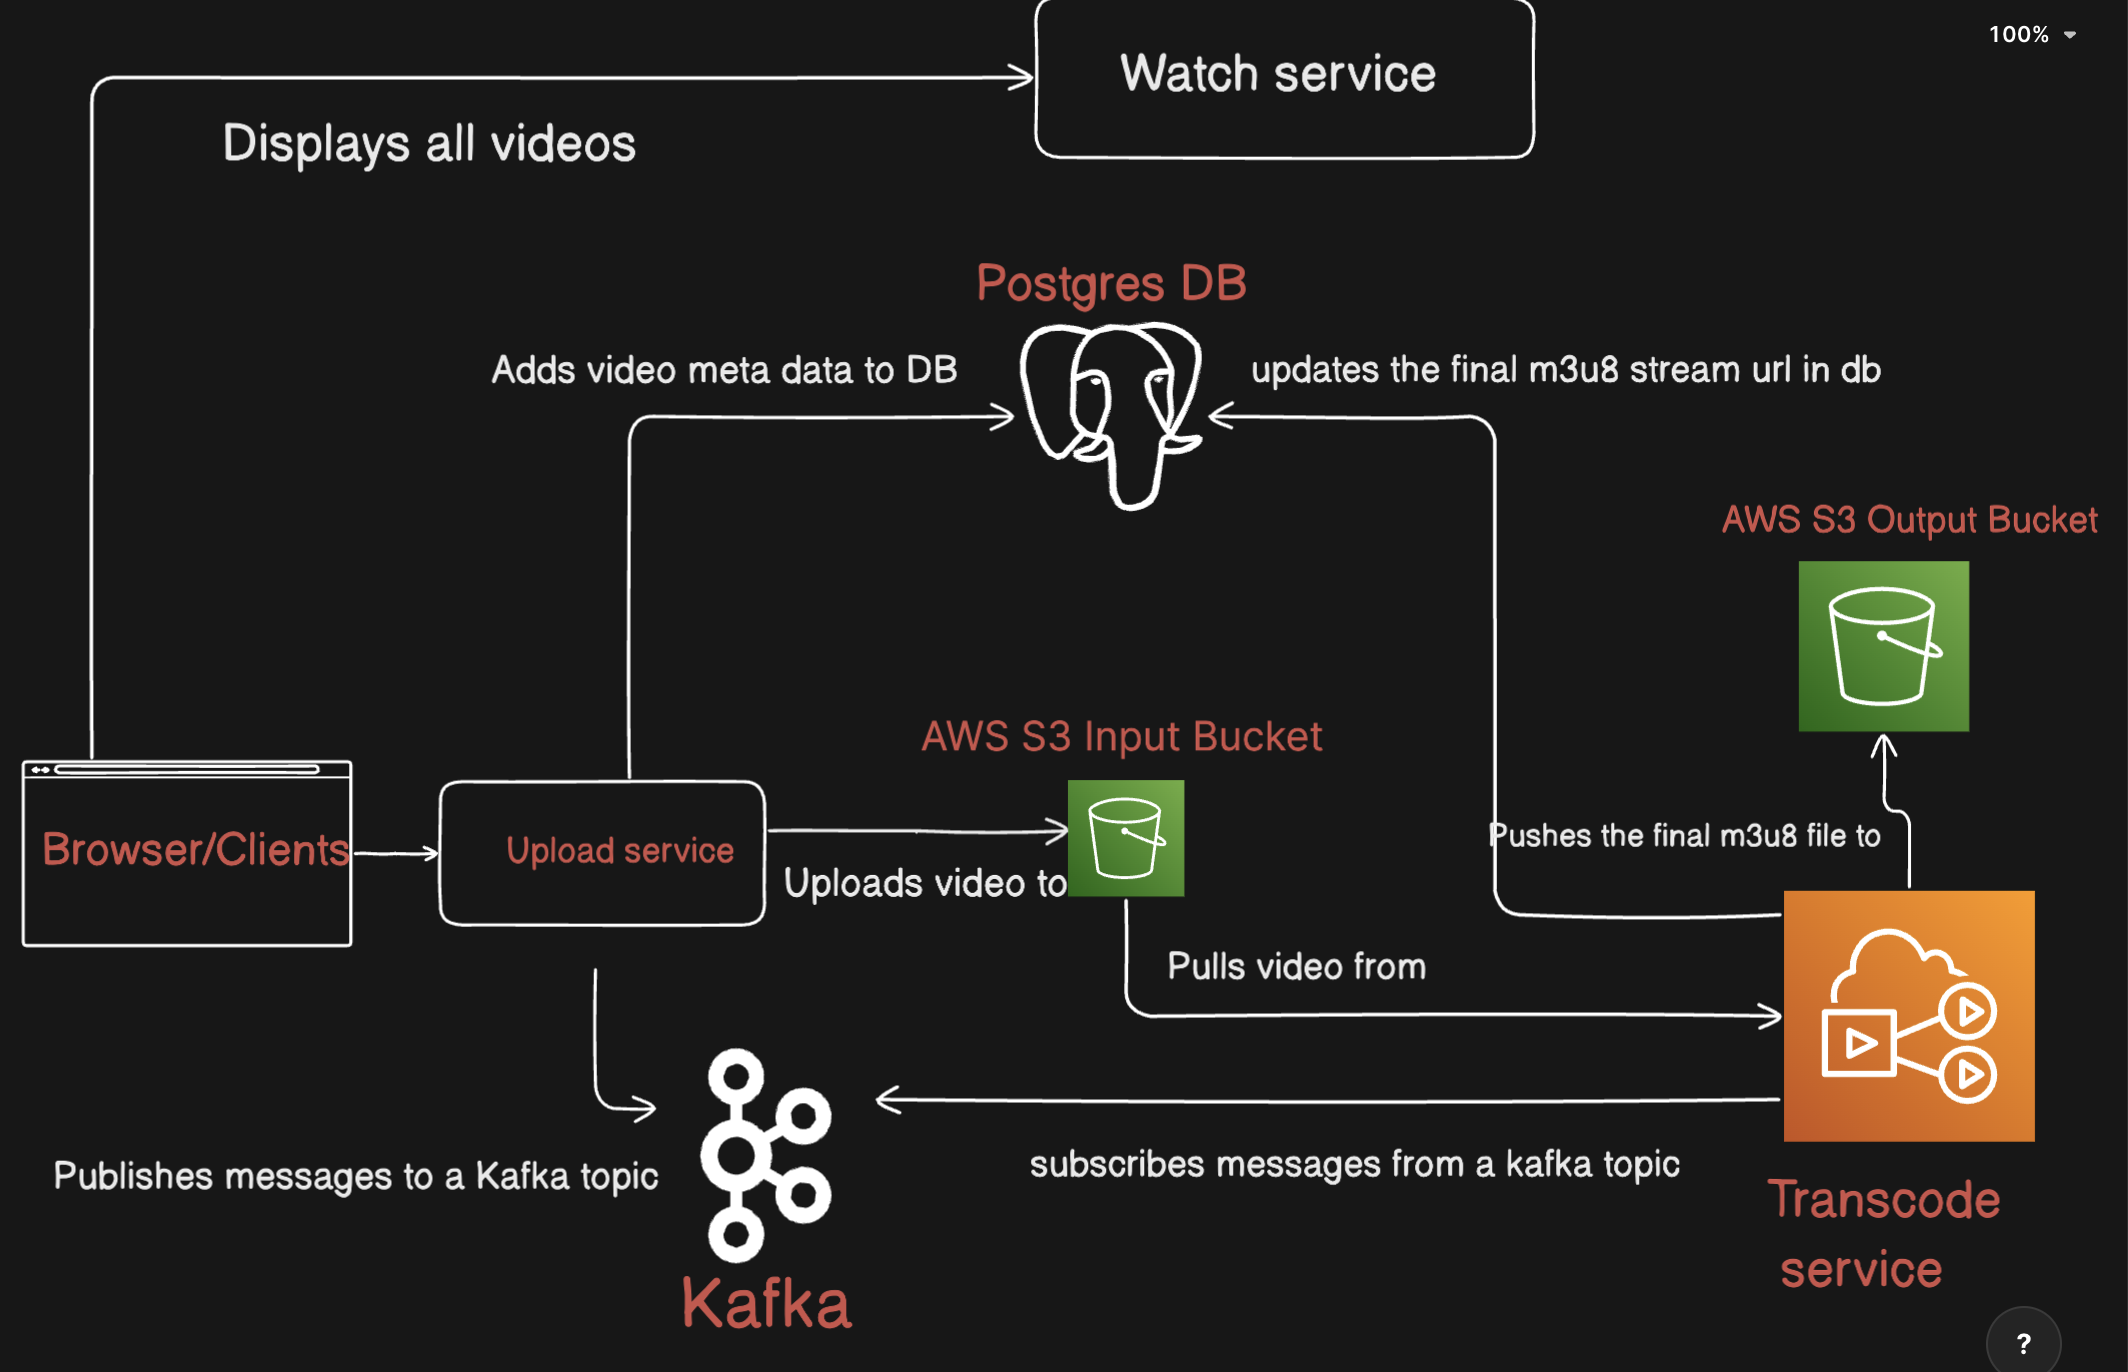 100%
Watch service
Displays all videos
Postgres DB
Adds video meta data to DB
updates the final m3u8 stream url in db
AWS S3 Output Bucket
AWS S3 Input Bucket
Browser/Clients
Upload service
Uploads video to
Pushes the final m3u8 file to
Pulls video from
Publishes messages to a Kafka topic
subscribes messages from a kafka topic
Kafka
Transcode
service
?